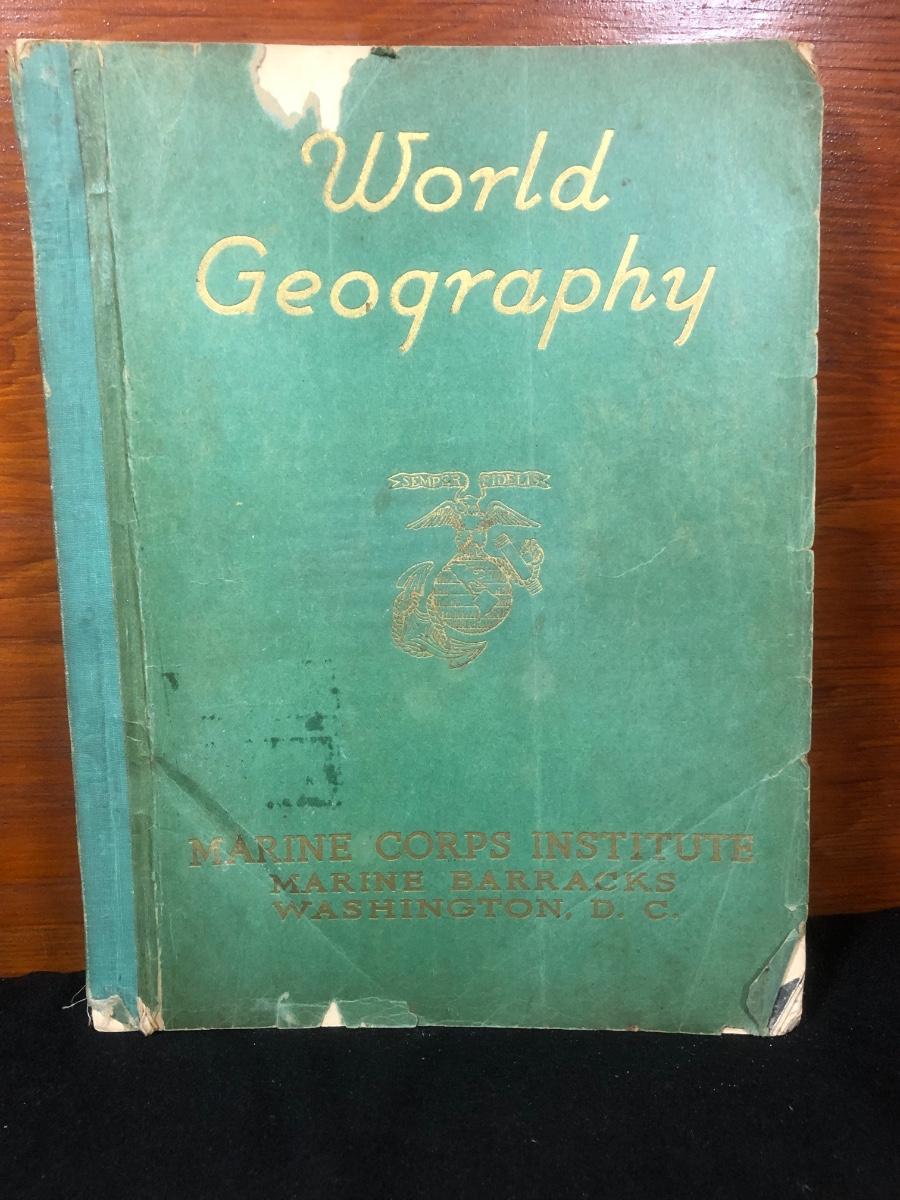 World
Geography
SEMPER FIDELIS
MARINE CORPS INSTITUTE
MARINE BARRACKS
WASHINGTON, D. C.